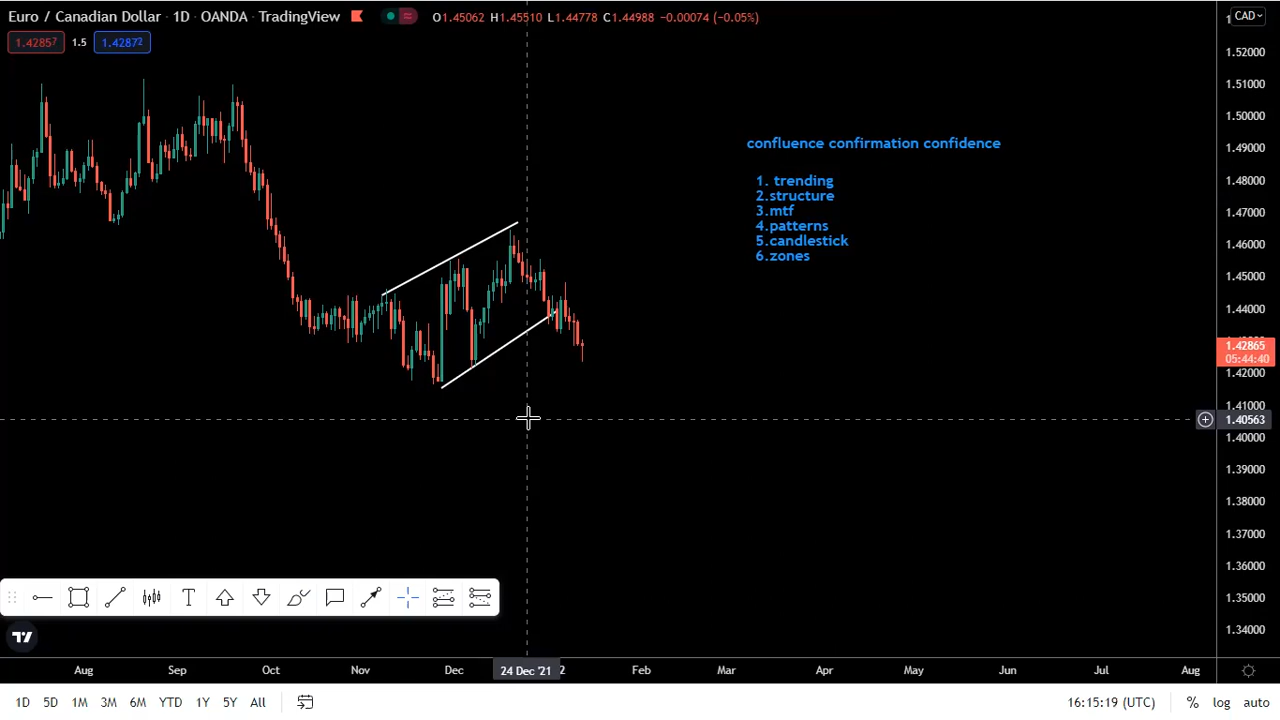 Euro / Canadian Dollar · 1D · OANDA · TradingView O1.45062 H1.45510 L1.44778 C1.44988 −0.00074 (−0.05%)
CAD
1.42857 1.5 1.42872
1.52000
1.51000
1.50000
confluence confirmation confidence
1.49000
1. trending
1.48000
2.structure
3.mtf
1.47000
4.patterns
5.candlestick
1.46000
6.zones
1.45000
1.44000
1.42865
05:44:40
1.42000
1.41000
1.40563
1.40000
1.39000
1.38000
1.37000
1.36000
1.35000
1.34000
Aug Sep Oct Nov Dec 24 Dec '21 2 Feb Mar Apr May Jun Jul Aug
1D 5D 1M 3M 6M YTD 1Y 5Y All 16:15:19 (UTC) % log auto